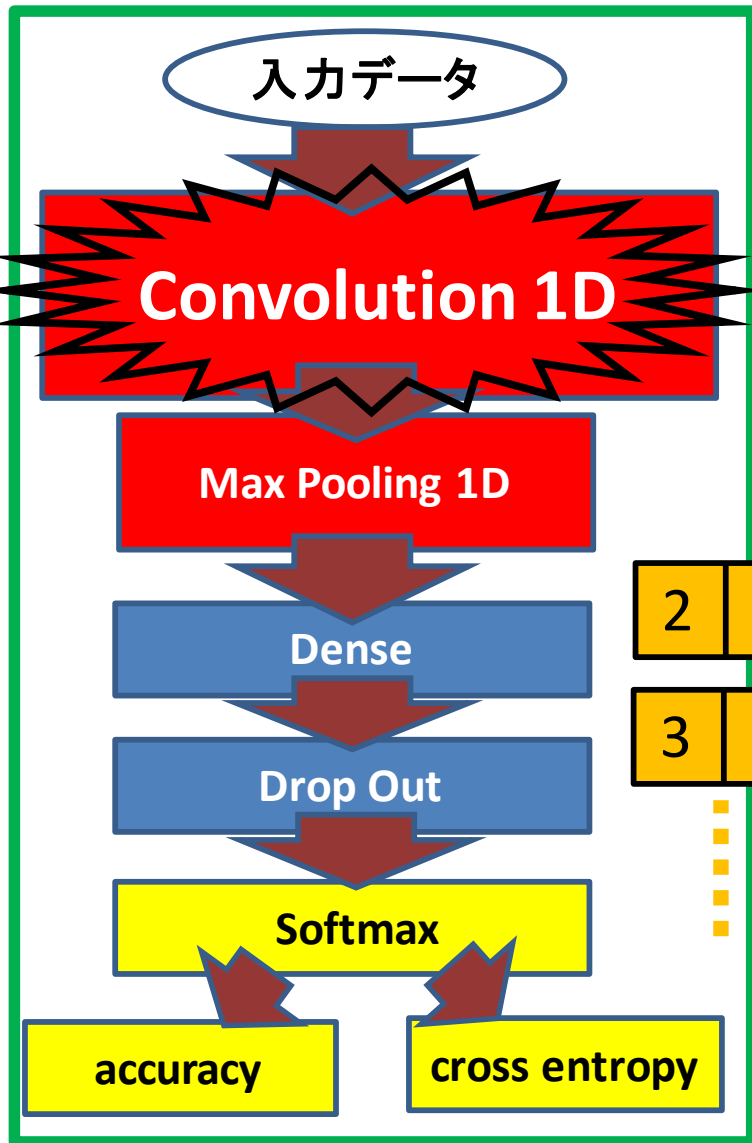 入力データ
Convolution 1D
Max Pooling 1D
Dense
2
Drop Out
3
Softmax
accuracy
cross entropy